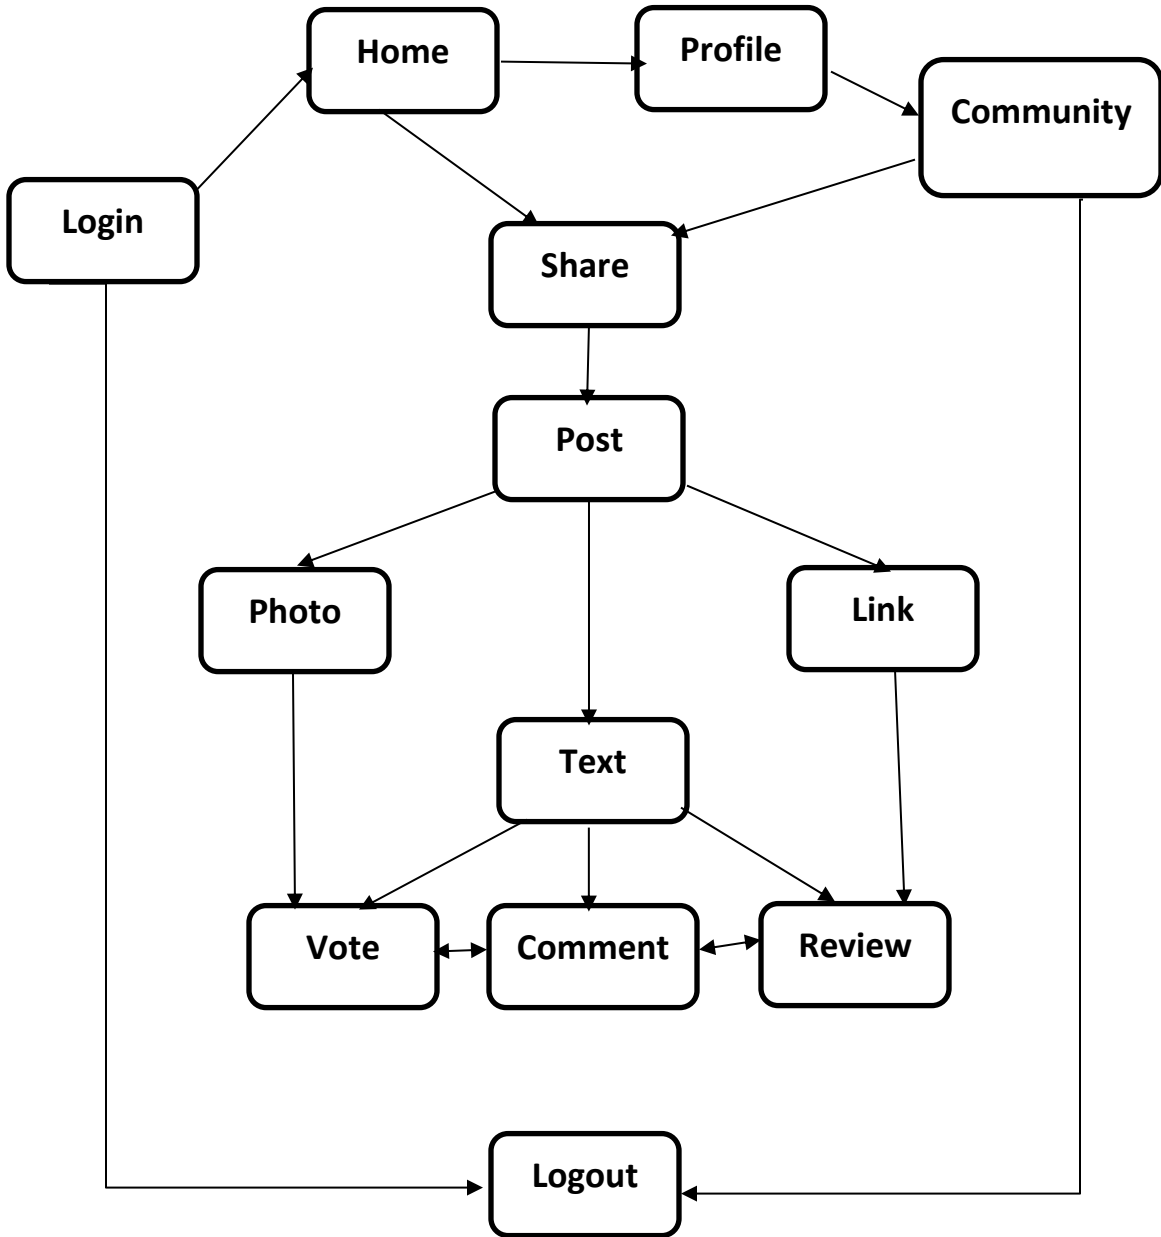 Home
Profile
Community
Login
Share
Post
Photo
Link
Text
Vote
Comment
Review
Logout